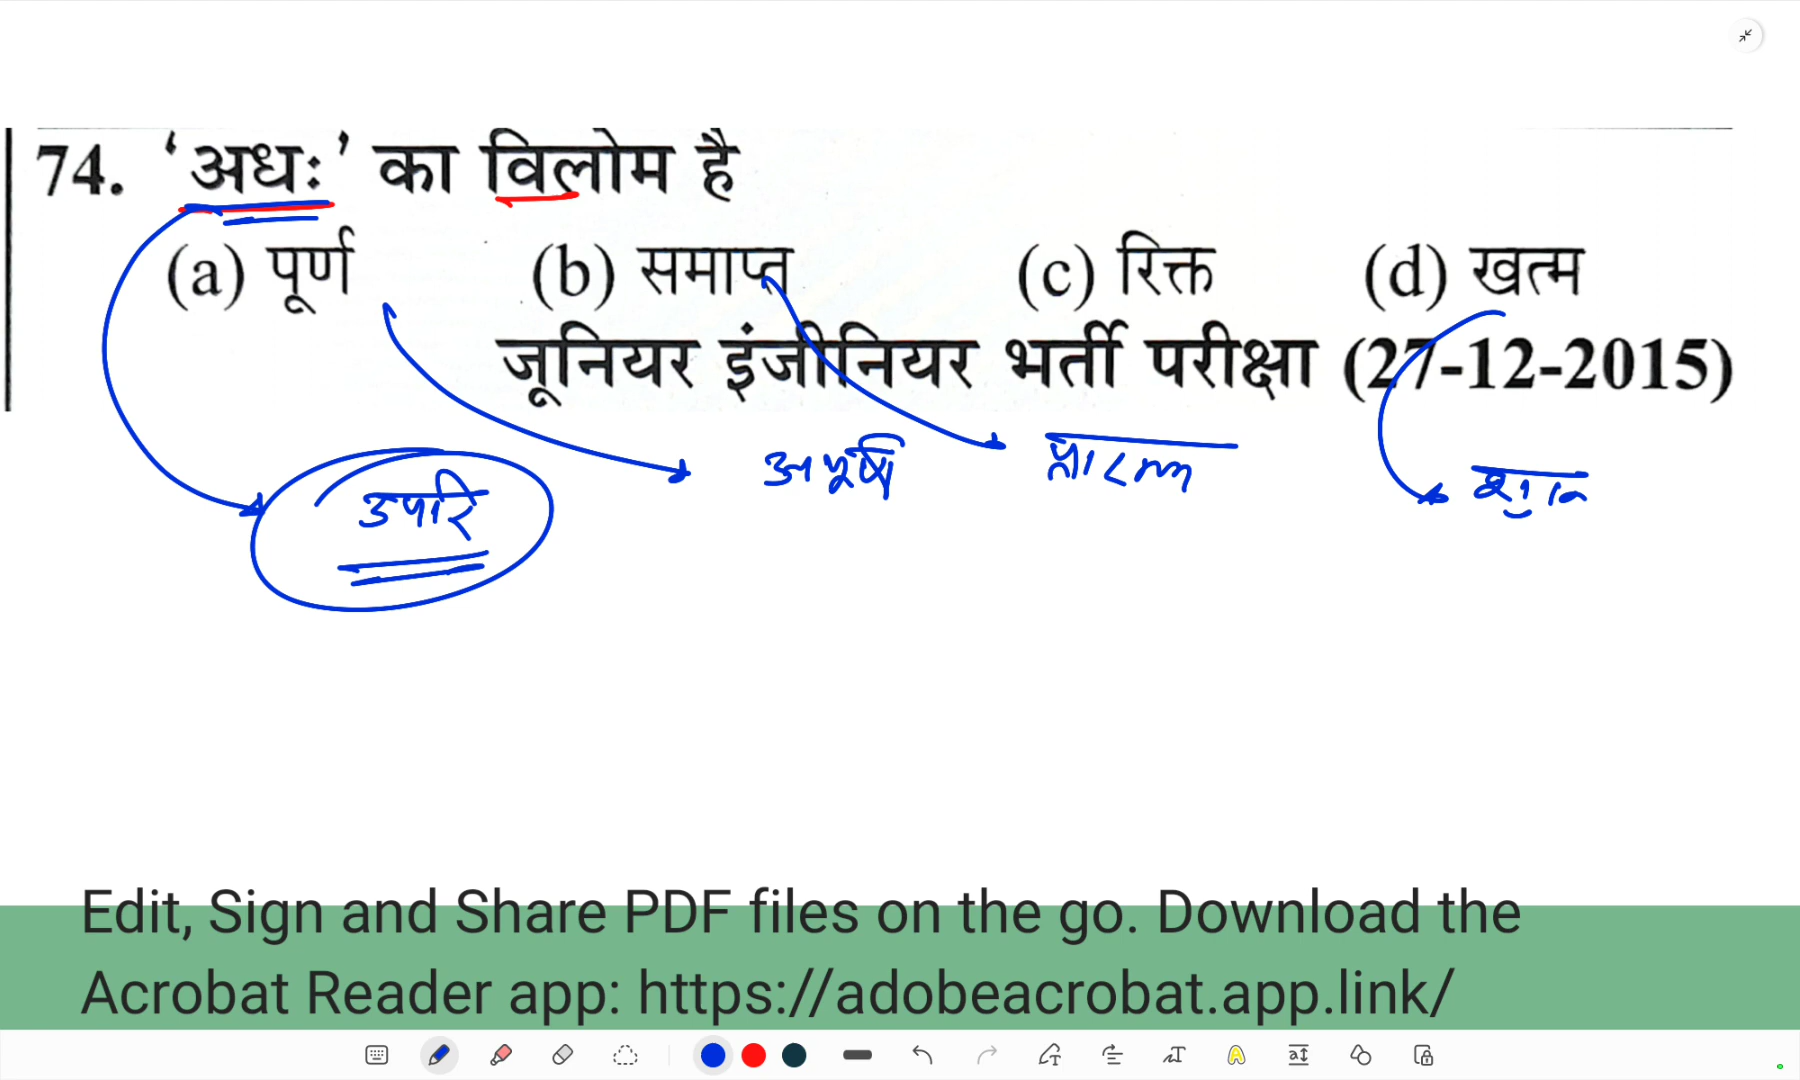 74. ‘अधः’ का विलोम है
(a) पूर्ण (b) समाप्त (c) रिक्त (d) खत्म
जूनियर इंजीनियर भर्ती परीक्षा (27-12-2015)
उपरि अपूर्ण
Edit, Sign and Share PDF files on the go. Download the
Acrobat Reader app: https://adobeacrobat.app.link/